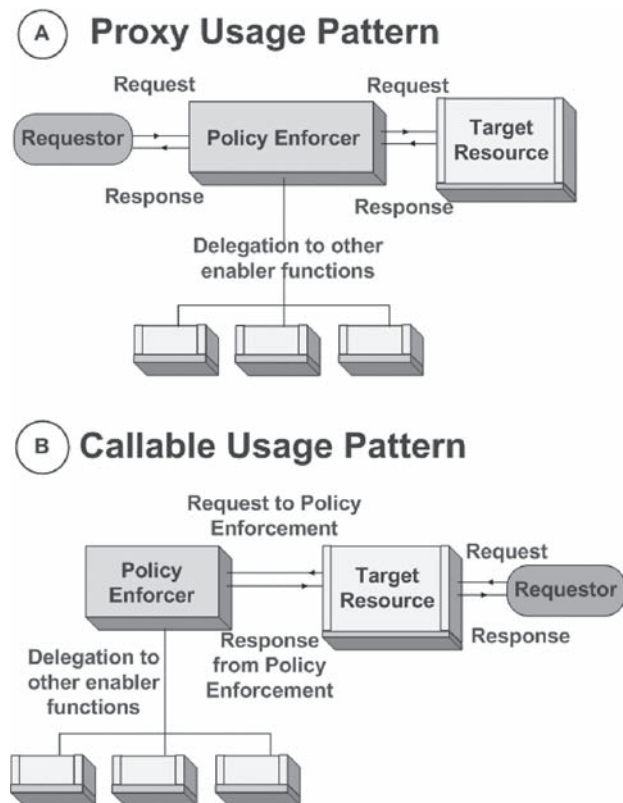 A Proxy Usage Pattern
Request
Request
Requestor
Policy Enforcer
Target
Resource
Response
Response
Delegation to other
enabler functions
B Callable Usage Pattern
Request to Policy
Enforcement
Request
Policy
Enforcer
Target
Resource
Requestor
Response
Response
from Policy
Enforcement
Delegation to
other enabler
functions